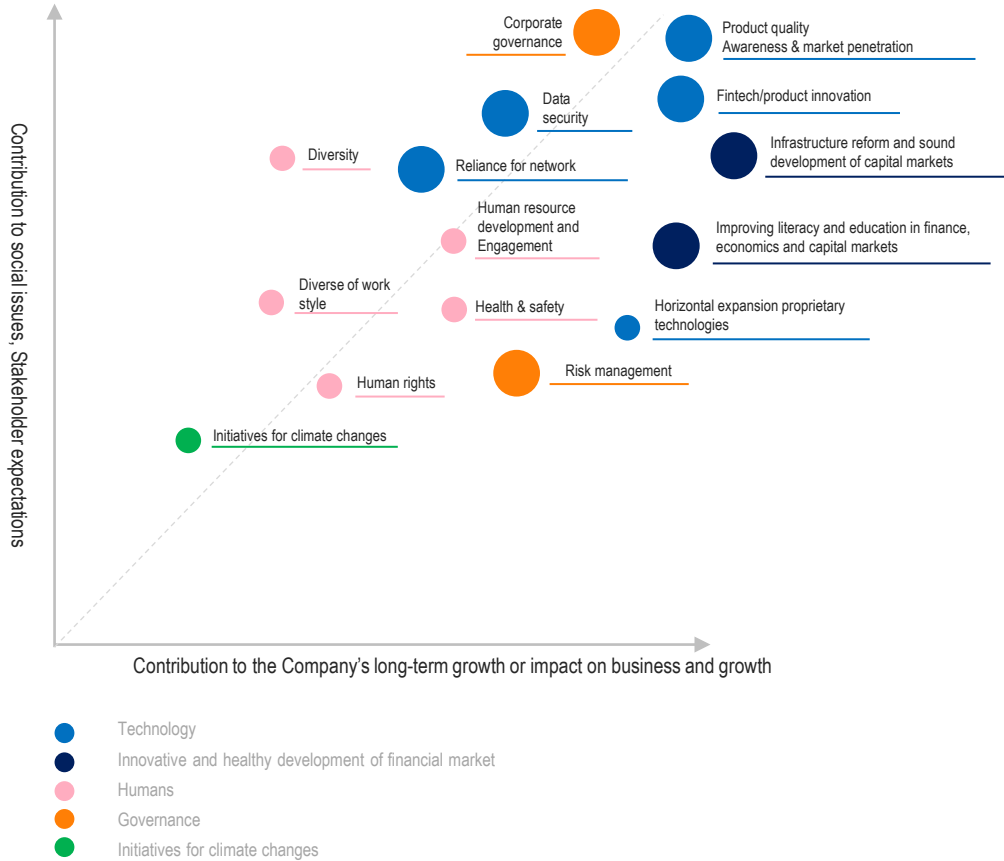 Corporate
governance
Product quality
Awareness & market penetration
Data
security
Fintech/product innovation
Diversity
Reliance for network
Infrastructure reform and sound
development of capital markets
Human resource
development and
Engagement
Improving literacy and education in finance,
economics and capital markets
Diverse of work
style
Health & safety
Horizontal expansion proprietary
technologies
Human rights
Risk management
Initiatives for climate changes
Contribution to social issues, Stakeholder expectations
Contribution to the Company's long-term growth or impact on business and growth
Technology
Innovative and healthy development of financial market
Humans
Governance
Initiatives for climate changes